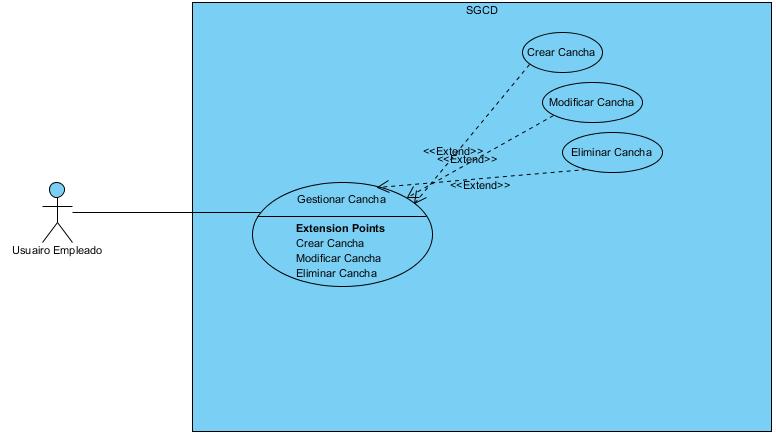 SGCD
Crear Cancha
Modificar Cancha
<<Extend>>
<<Extend>>
Eliminar Cancha
<<Extend>>
Gestionar Cancha
Extension Points
Crear Cancha
Modificar Cancha
Eliminar Cancha
Usuairo Empleado